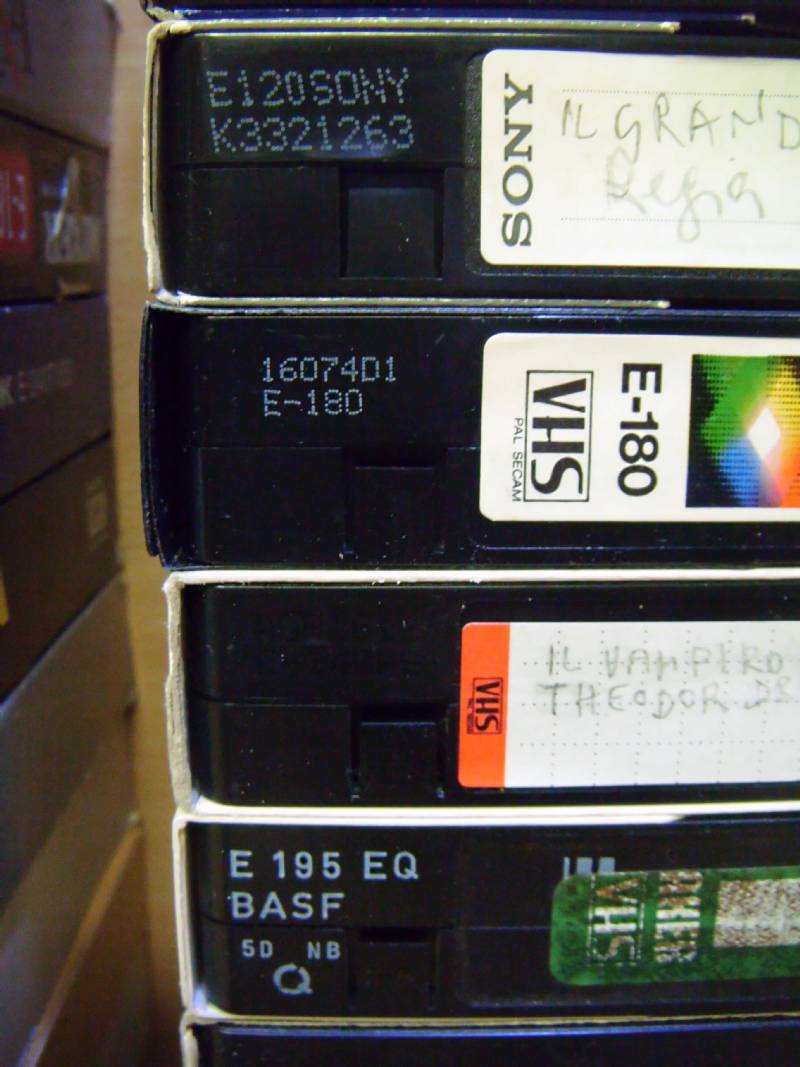 E120SONY
K3321263
SONY
IL GRAND
Regia
16074D1
E-180
VHS
PAL SECAM
E-180
VHS
IL VAMPIRO
THEODOR DR
E 195 EQ
BASF
5D NB
VHS